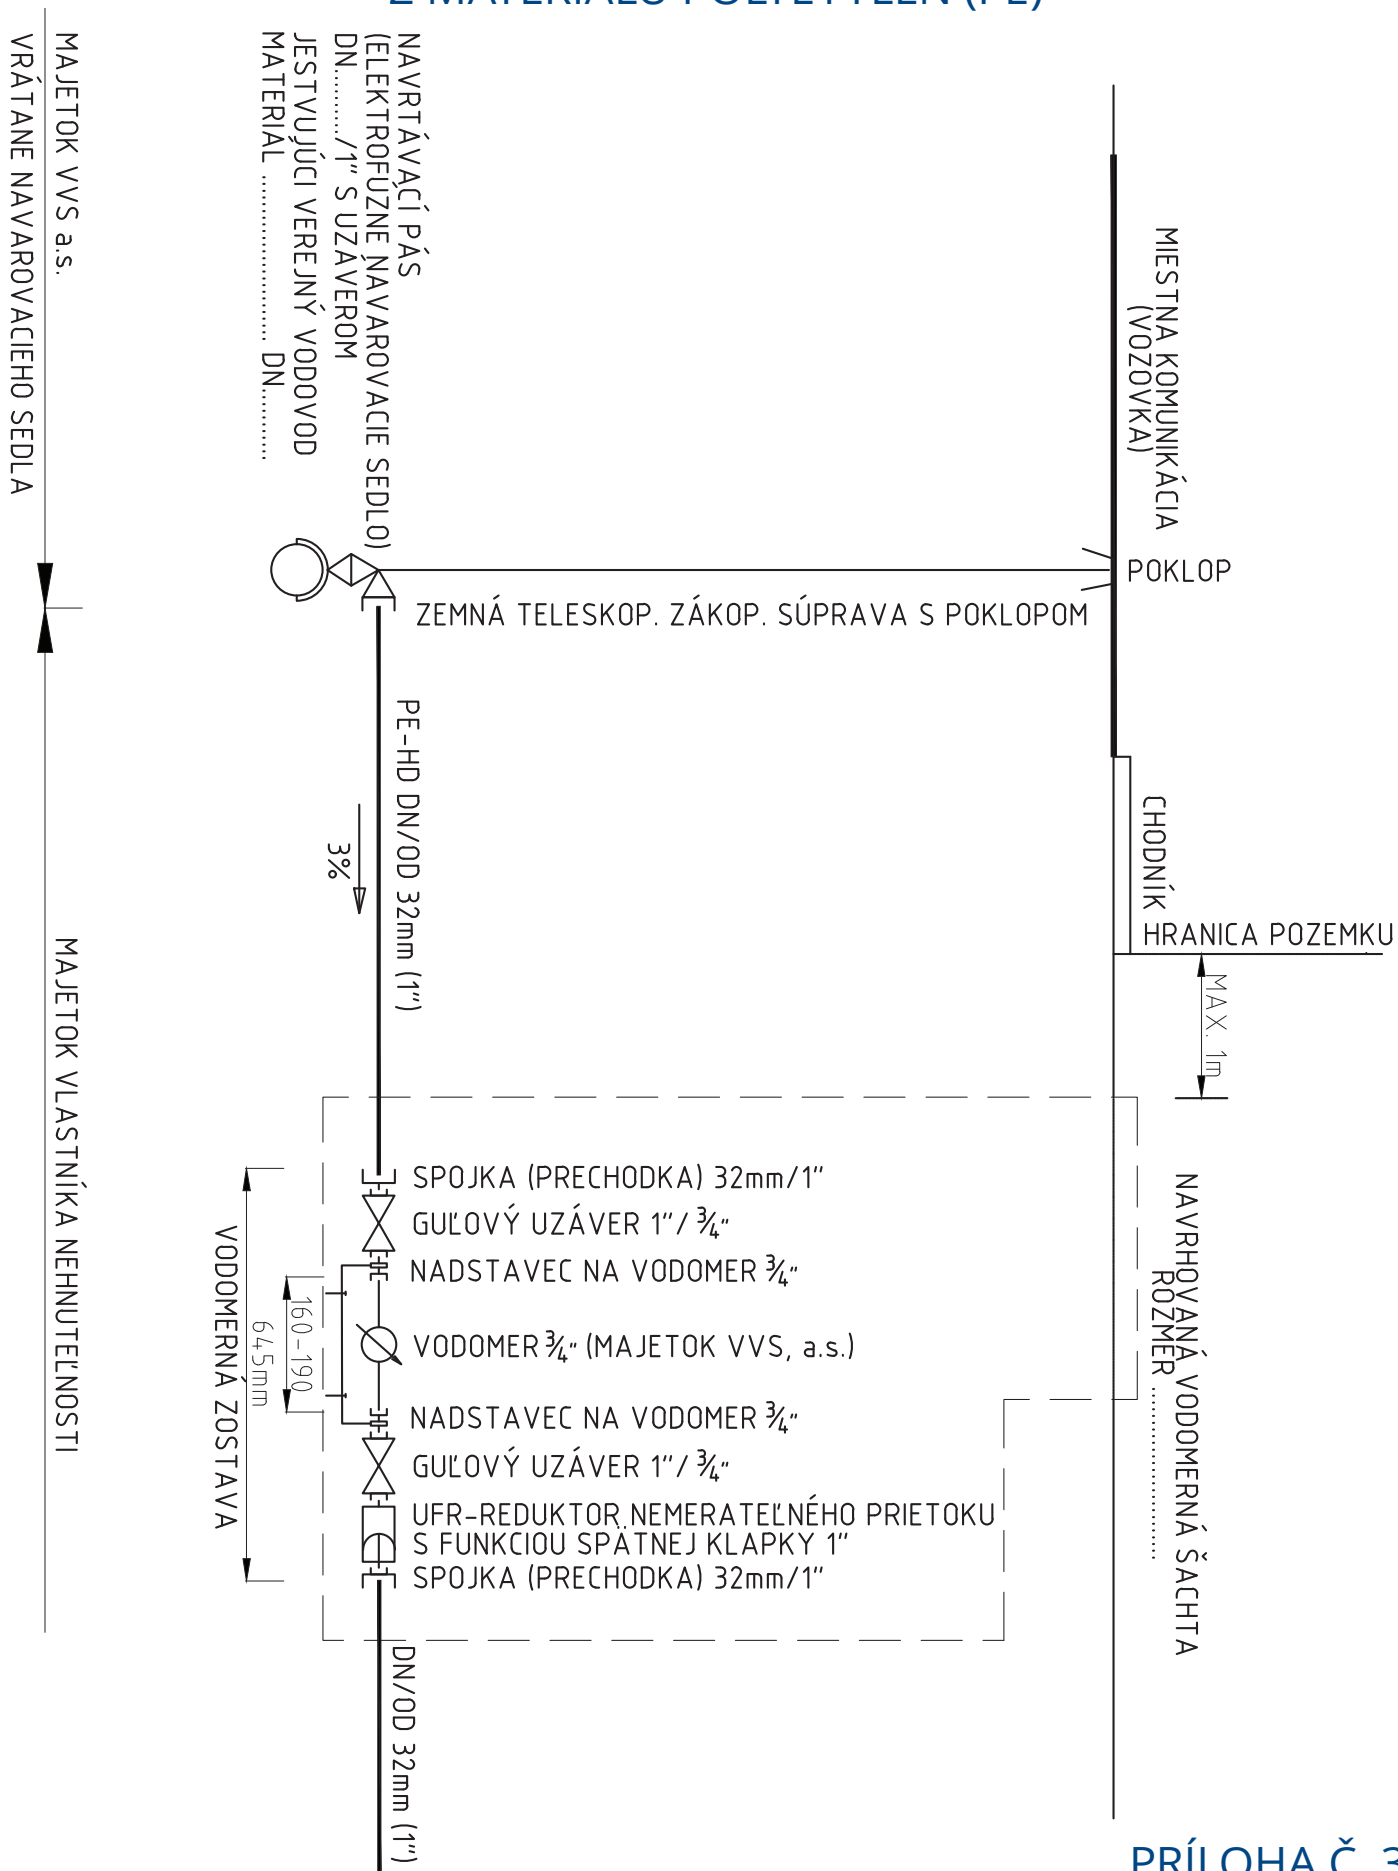 MAJETOK VVS a.s.
VRÁTANE NAVAROVACIEHO SEDLA
NAVRTÁVACÍ PÁS
(ELEKTROFÚZNE NAVAROVACIE SEDLO)
DN........./1" S UZÁVEROM
JESTVUJÚCI VEREJNÝ VODOVOD
MATERIÁL ........................ DN..........
MIESTNA KOMUNIKÁCIA
(VOZOVKA)
POKLOP
ZEMNÁ TELESKOP. ZÁKOP. SÚPRAVA S POKLOPOM
PE-HD DN/OD 32mm (1")
3%
CHODNÍK
HRANICA POZEMKU
MAX. 1m
MAJETOK VLASTNÍKA NEHNUTEĽNOSTI
NAVRHOVANÁ VODOMERNÁ ŠACHTA
ROZMER ........................
SPOJKA (PRECHODKA) 32mm/1"
GUĽOVÝ UZÁVER 1"/ ¾"
NADSTAVEC NA VODOMER ¾"
VODOMER ¾" (MAJETOK VVS, a.s.)
NADSTAVEC NA VODOMER ¾"
GUĽOVÝ UZÁVER 1"/ ¾"
UFR-REDUKTOR NEMERATEĽNÉHO PRIETOKU
S FUNKCIOU SPÄTNEJ KLAPKY 1"
SPOJKA (PRECHODKA) 32mm/1"
160-190
645mm
VODOMERNÁ ZOSTAVA
DN/OD 32mm (1")
PRÍLOHA Č. 3